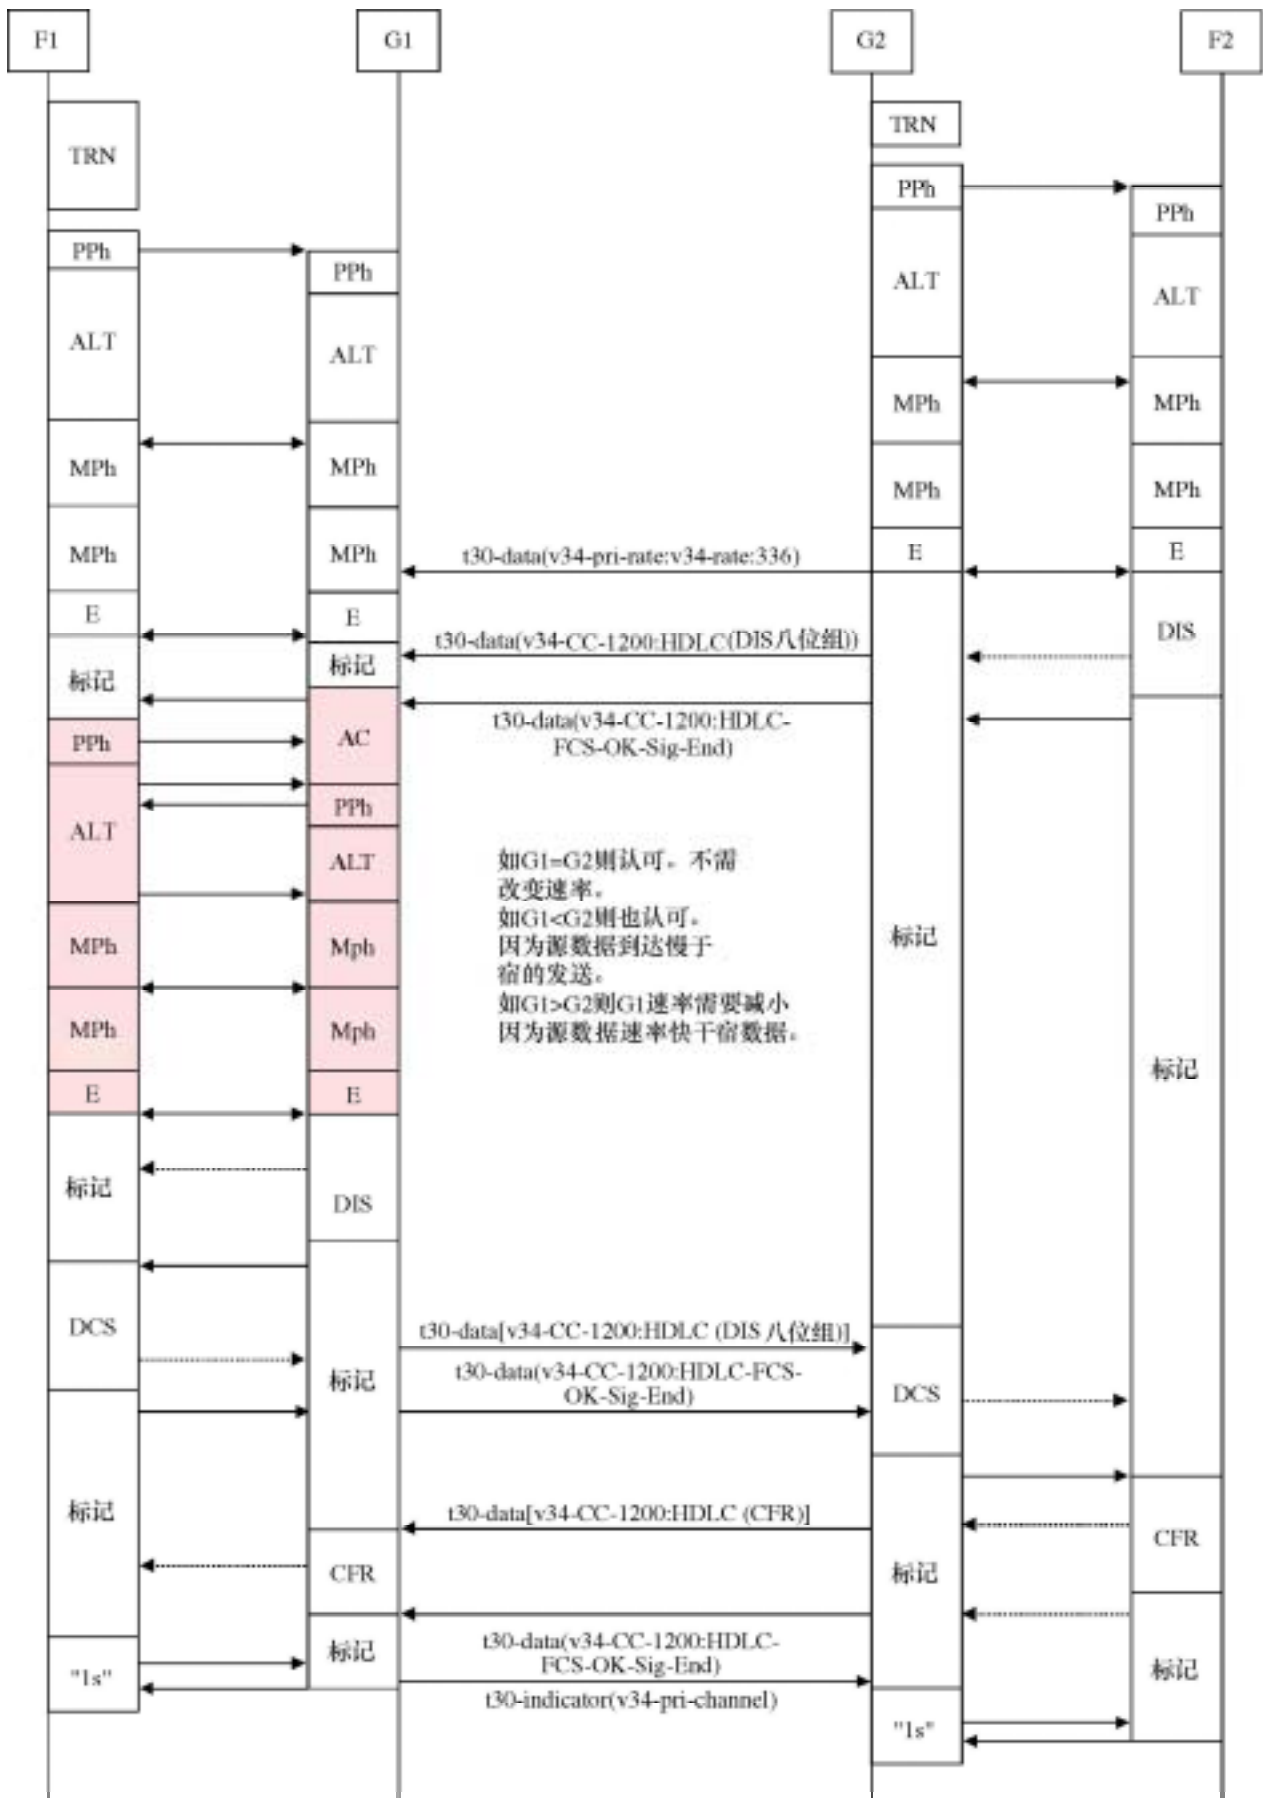 F1
G1
G2
F2
TRN
TRN
PPh
PPh
PPh
PPh
ALT
ALT
ALT
ALT
MPh
MPh
MPh
MPh
MPh
MPh
MPh
MPh
E
E
t30-data(v34-pri-rate:v34-rate:336)
E
E
t30-data(v34-CC-1200:HDLC(DIS八位组))
DIS
标记
标记
t30-data(v34-CC-1200:HDLC-
FCS-OK-Sig-End)
PPh
AC
PPh
ALT
ALT
如G1=G2则认可。不需
改变速率。
如G1<G2则也认可。
因为源数据到达慢于
宿的发送。
如G1>G2则G1速率需要减小
因为源数据速率快干宿数据。
标记
MPh
Mph
MPh
Mph
标记
E
E
标记
DIS
DCS
t30-data[v34-CC-1200:HDLC (DIS 八位组)]
标记
t30-data(v34-CC-1200:HDLC-FCS-
OK-Sig-End)
DCS
标记
t30-data[v34-CC-1200:HDLC (CFR)]
CFR
CFR
标记
标记
t30-data(v34-CC-1200:HDLC-
FCS-OK-Sig-End)
标记
"1s"
t30-indicator(v34-pri-channel)
"1s"